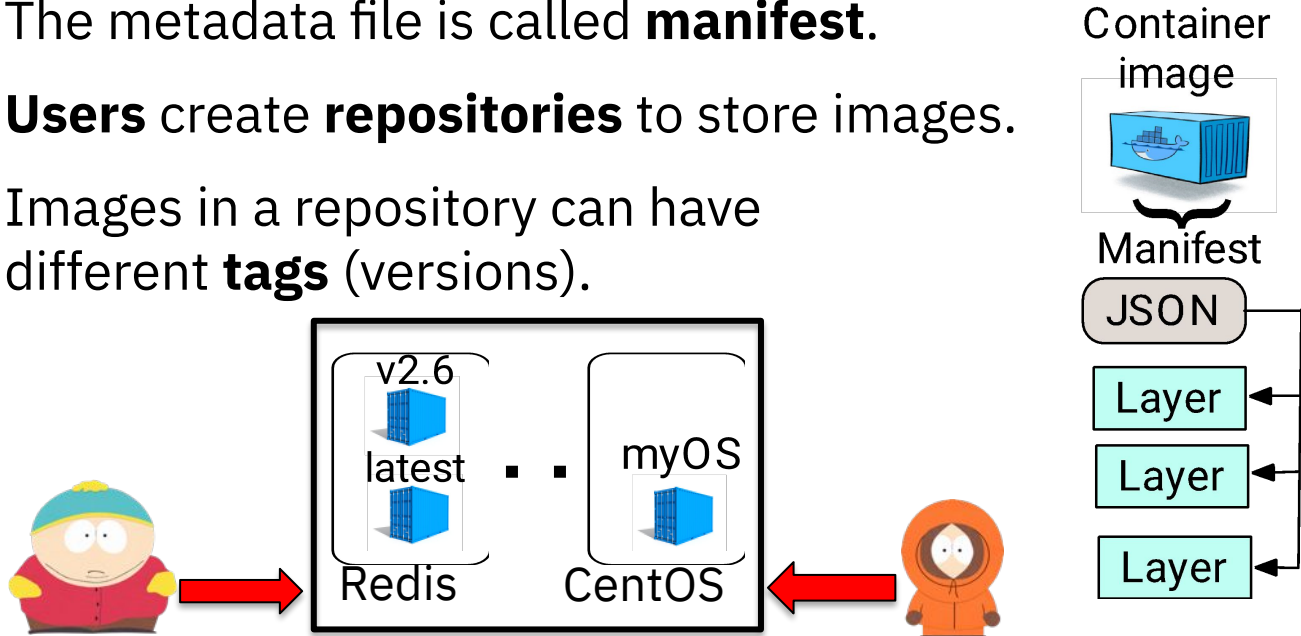 The metadata file is called manifest.
Users create repositories to store images.
Images in a repository can have
different tags (versions).
v2.6
latest
Redis
myOS
CentOS
Container
image
Manifest
JSON
Layer
Layer
Layer